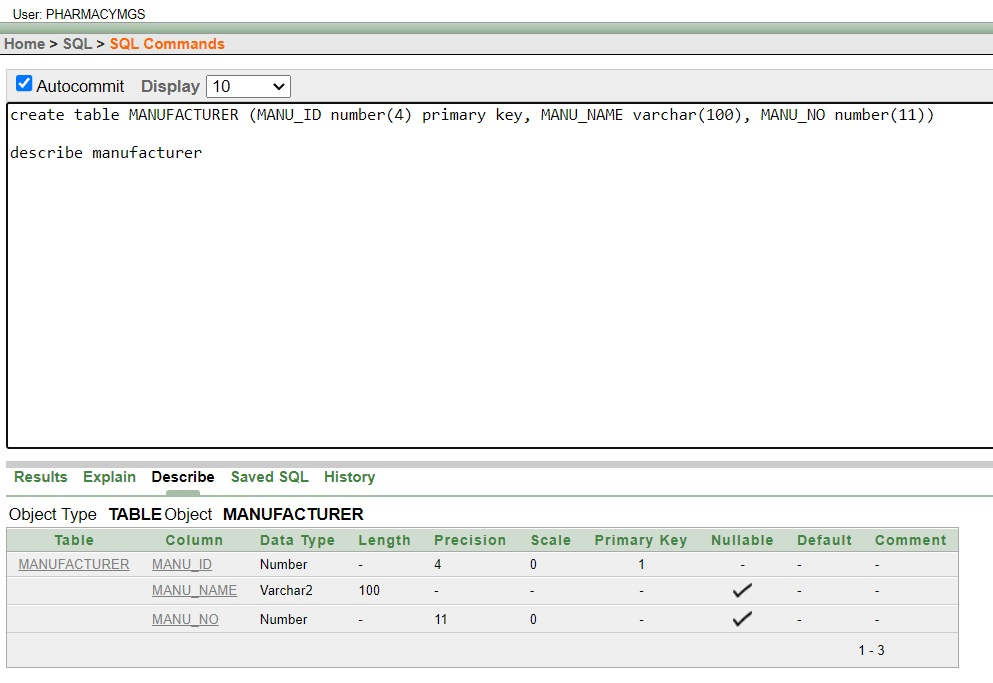 User: PHARMACYMGS
Home > SQL > SQL Commands
Autocommit Display 10
create table MANUFACTURER (MANU_ID number(4) primary key, MANU_NAME varchar(100), MANU_NO number(11))
describe manufacturer
Results Explain Describe Saved SQL History
Object Type TABLE Object MANUFACTURER
Table Column Data Type Length Precision Scale Primary Key Nullable Default Comment
MANUFACTURER MANU_ID Number - 4 0 1 - - -
MANU_NAME Varchar2 100 - - - ✓ - -
MANU_NO Number - 11 0 - ✓ - -
1 - 3